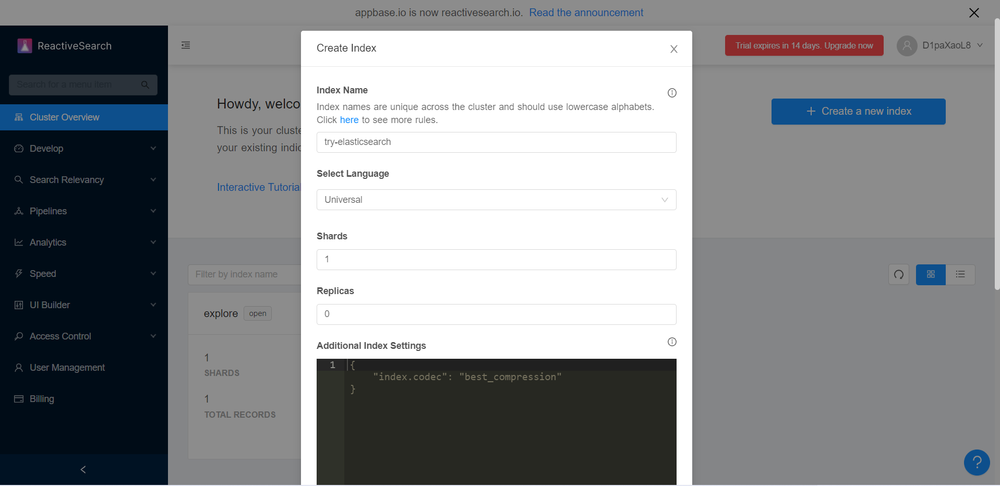 appbase.io is now reactivesearch.io. Read the announcement
ReactiveSearch
Search for a menu item
Cluster Overview
Develop
Search Relevancy
Pipelines
Analytics
Speed
UI Builder
Access Control
User Management
Billing
Trial expires in 14 days. Upgrade now
D1paXaoL8
Howdy, welco
This is your cluste
your existing indic
Interactive Tutorial
Create a new index
Filter by index name
explore open
1
SHARDS
1
TOTAL RECORDS
Create Index
Index Name
Index names are unique across the cluster and should use lowercase alphabets.
Click here to see more rules.
try-elasticsearch
Select Language
Universal
Shards
1
Replicas
0
Additional Index Settings
1 {
"index.codec": "best_compression"
}